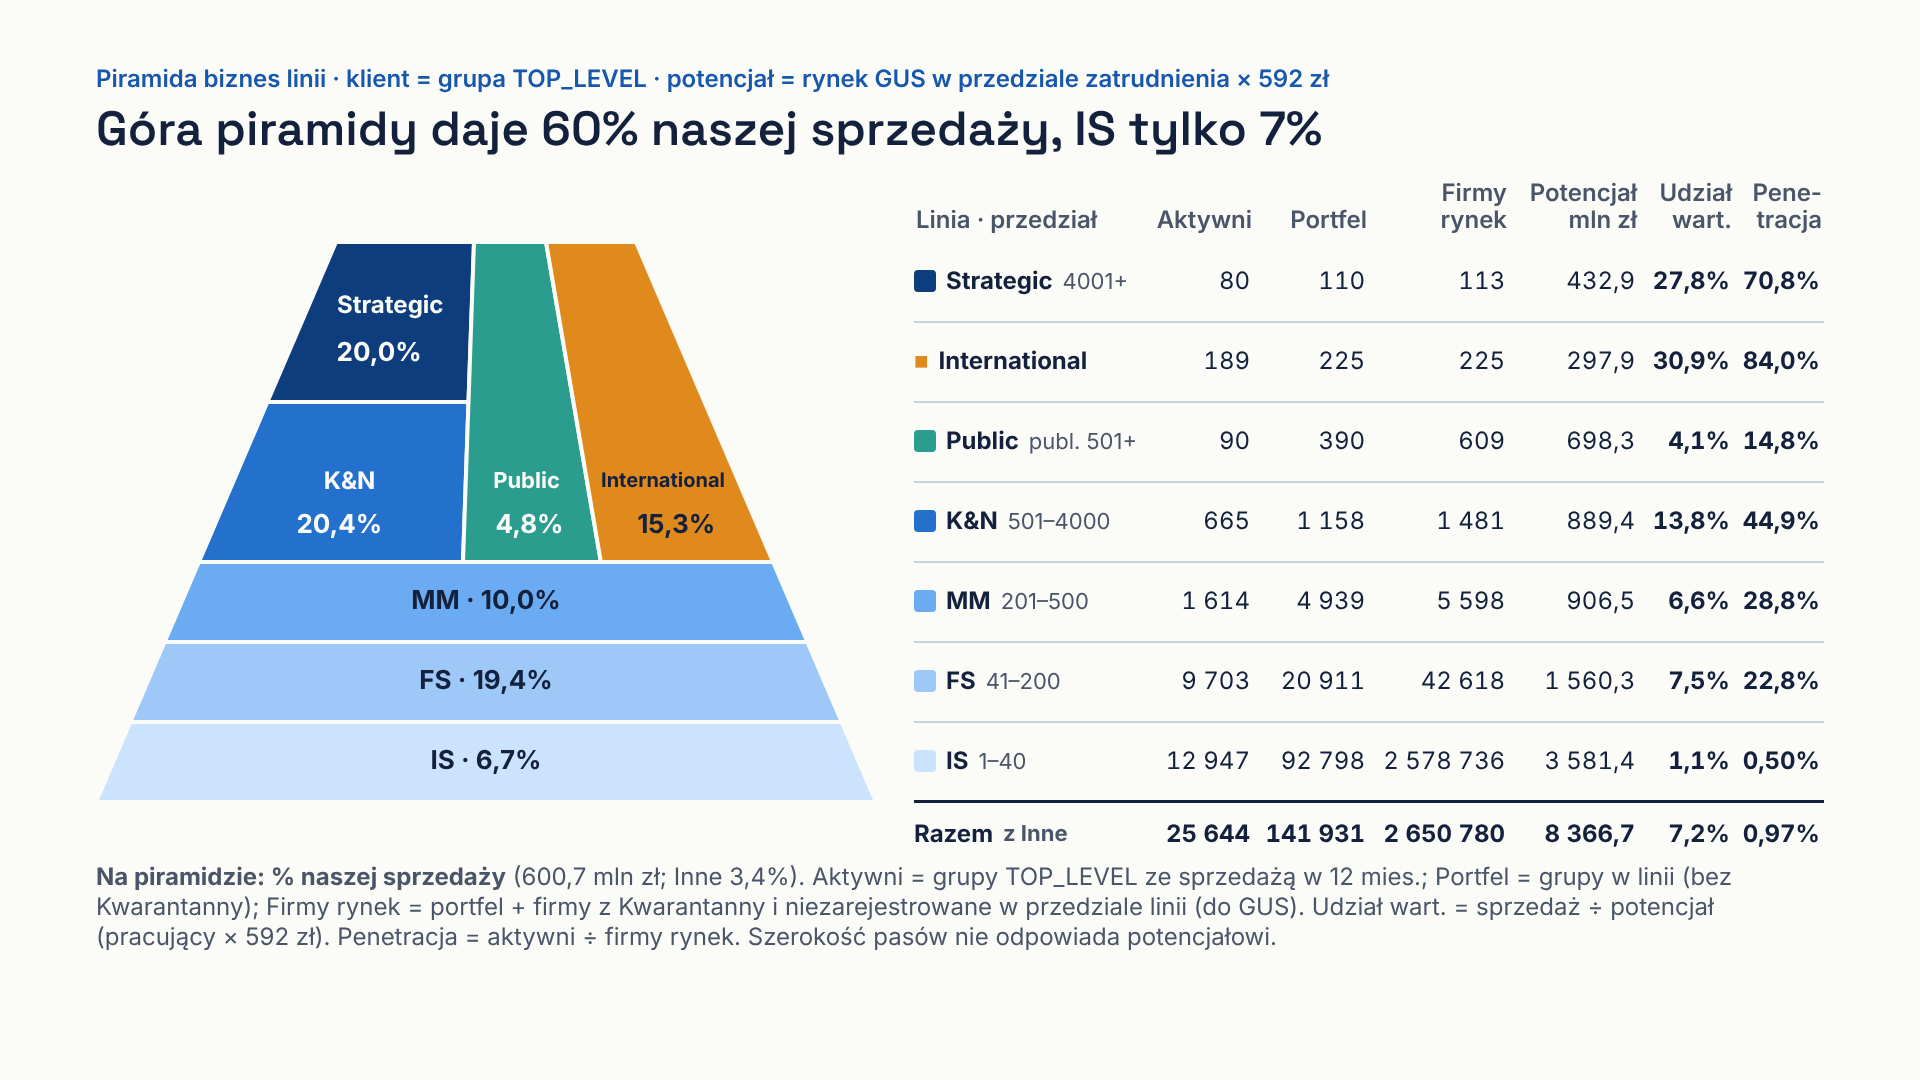 Piramida biznes linii · klient = grupa TOP_LEVEL · potencjał = rynek GUS w przedziale zatrudnienia × 592 zł
Góra piramidy daje 60% naszej sprzedaży, IS tylko 7%
Strategic
20,0%
K&N
20,4%
Public
4,8%
International
15,3%
MM · 10,0%
FS · 19,4%
IS · 6,7%
Linia · przedział Aktywni Portfel Firmy rynek Potencjał mln zł Udział wart. Pene-tracja
Strategic 4001+ 80 110 113 432,9 27,8% 70,8%
International 189 225 225 297,9 30,9% 84,0%
Public publ. 501+ 90 390 609 698,3 4,1% 14,8%
K&N 501–4000 665 1 158 1 481 889,4 13,8% 44,9%
MM 201–500 1 614 4 939 5 598 906,5 6,6% 28,8%
FS 41–200 9 703 20 911 42 618 1 560,3 7,5% 22,8%
IS 1–40 12 947 92 798 2 578 736 3 581,4 1,1% 0,50%
Razem z Inne 25 644 141 931 2 650 780 8 366,7 7,2% 0,97%
Na piramidzie: % naszej sprzedaży (600,7 mln zł; Inne 3,4%). Aktywni = grupy TOP_LEVEL ze sprzedażą w 12 mies.; Portfel = grupy w linii (bez
Kwarantanny); Firmy rynek = portfel + firmy z Kwarantanny i niezarejestrowane w przedziale linii (do GUS). Udział wart. = sprzedaż ÷ potencjał
(pracujący × 592 zł). Penetracja = aktywni ÷ firmy rynek. Szerokość pasów nie odpowiada potencjałowi.